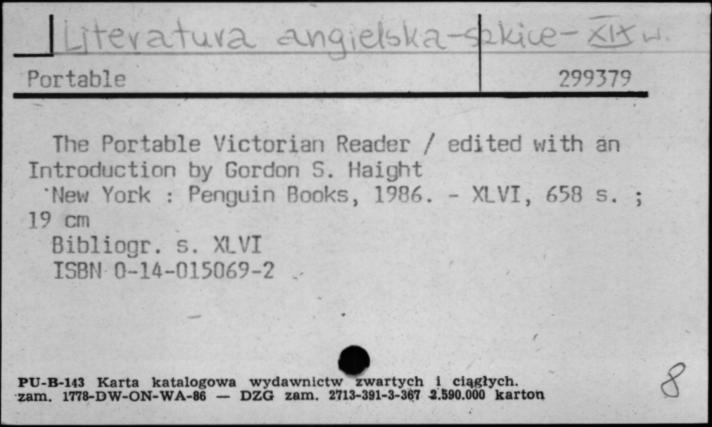 Literatura angielska-szkice-XIX w.
Portable 299379
The Portable Victorian Reader / edited with an
Introduction by Gordon S. Haight
New York : Penguin Books, 1986. - XLVI, 658 s. ;
19 cm
Bibliogr. s. XLVI
ISBN 0-14-015069-2
PU-B-143 Karta katalogowa wydawnictw zwartych i ciągłych.
zam. 1778-DW-ON-WA-86 — DZG zam. 2713-391-3-367 2.590.000 karton
8